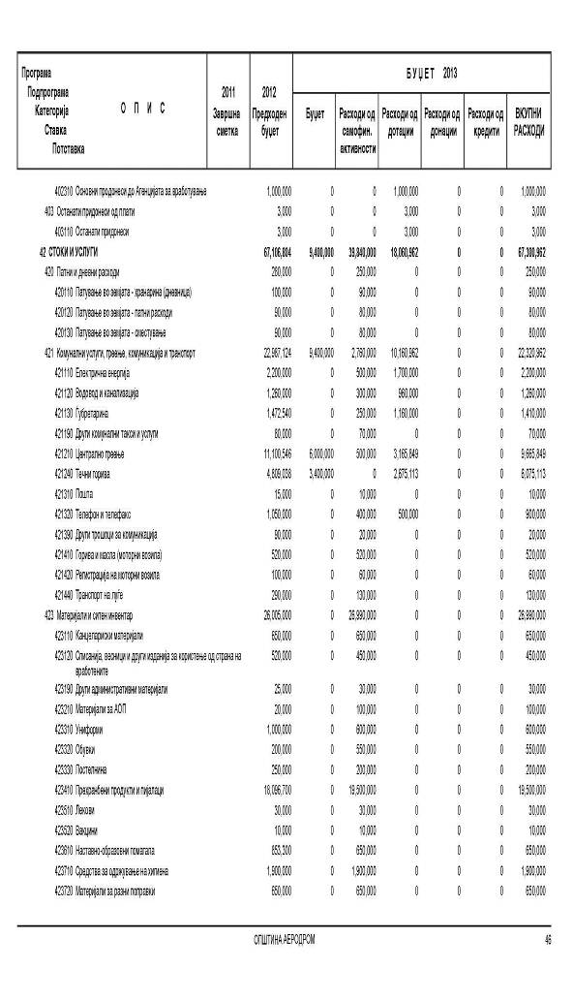 Програма
Подпрограма
Категорија
Ставка
Потставка
О П И С
2011
Завршна
сметка
2012
Предходен
буџет
БУЏЕТ 2013
Буџет
Расходи од
самофин.
активности
Расходи од
дотации
Расходи од
донации
Расходи од
кредити
ВКУПНИ
РАСХОДИ
402310 Основни продонеси до Агенцијата за вработување 1,000,000 0 0 1,000,000 0 0 1,000,000
403 Останати придонеси од плати 3,000 0 0 3,000 0 0 3,000
403110 Останати придонеси 3,000 0 0 3,000 0 0 3,000
42 СТОКИ И УСЛУГИ 67,106,804 9,400,000 39,840,000 18,060,962 0 0 67,300,962
420 Патни и дневни расходи 280,000 0 250,000 0 0 0 250,000
420110 Патување во земјата - хранарина (дневница) 100,000 0 90,000 0 0 0 90,000
420120 Патување во земјата - патни расходи 90,000 0 80,000 0 0 0 80,000
420130 Патување во земјата - сместување 90,000 0 80,000 0 0 0 80,000
421 Комунални услуги, греење, комуникација и транспорт 22,987,124 9,400,000 2,760,000 10,160,962 0 0 22,320,962
421110 Електрична енергија 2,200,000 0 500,000 1,700,000 0 0 2,200,000
421120 Водовод и канализација 1,260,000 0 300,000 960,000 0 0 1,260,000
421130 Ѓубретарина 1,472,540 0 250,000 1,160,000 0 0 1,410,000
421190 Други комунални такси и услуги 80,000 0 70,000 0 0 0 70,000
421210 Централно греење 11,100,546 6,000,000 500,000 3,165,849 0 0 9,665,849
421240 Течни горива 4,809,038 3,400,000 0 2,675,113 0 0 6,075,113
421310 Пошта 15,000 0 10,000 0 0 0 10,000
421320 Телефон и телефакс 1,050,000 0 400,000 500,000 0 0 900,000
421390 Други трошоци за комуникација 90,000 0 20,000 0 0 0 20,000
421410 Горива и масла (моторни возила) 520,000 0 520,000 0 0 0 520,000
421420 Регистрација на моторни возила 100,000 0 60,000 0 0 0 60,000
421440 Транспорт на луѓе 290,000 0 130,000 0 0 0 130,000
423 Материјали и ситен инвентар 26,005,000 0 26,990,000 0 0 0 26,990,000
423110 Канцелариски материјали 650,000 0 650,000 0 0 0 650,000
423120 Списанија, весници и други изданија за користење од страна на 520,000 0 450,000 0 0 0 450,000
вработените
423190 Други административни материјали 25,000 0 30,000 0 0 0 30,000
423210 Материјали за АОП 20,000 0 100,000 0 0 0 100,000
423310 Униформи 1,000,000 0 600,000 0 0 0 600,000
423320 Обувки 200,000 0 550,000 0 0 0 550,000
423330 Постелнина 250,000 0 200,000 0 0 0 200,000
423410 Прехранбени продукти и пијалаци 18,096,700 0 19,500,000 0 0 0 19,500,000
423510 Лекови 30,000 0 30,000 0 0 0 30,000
423520 Вакцини 10,000 0 10,000 0 0 0 10,000
423610 Наставно-образовни помагала 853,300 0 650,000 0 0 0 650,000
423710 Средства за одржување на хигиена 1,900,000 0 1,900,000 0 0 0 1,900,000
423720 Материјали за разни поправки 650,000 0 650,000 0 0 0 650,000
ОПШТИНА АЕРОДРОМ 46